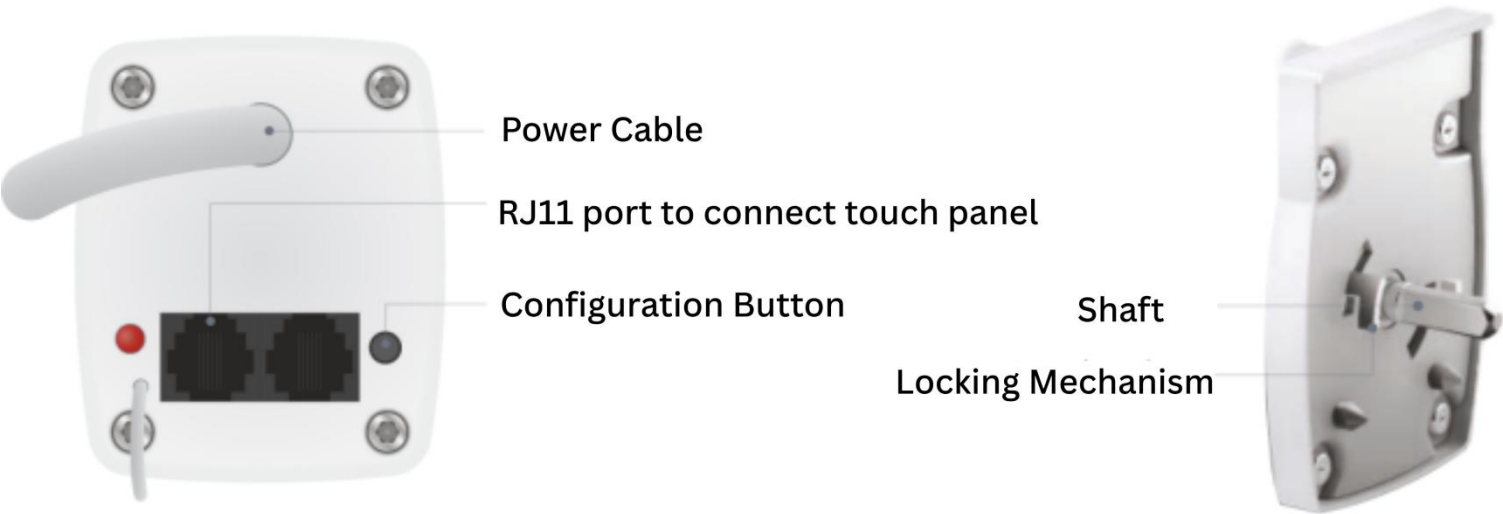 Power Cable
RJ11 port to connect touch panel
Configuration Button
Shaft
Locking Mechanism